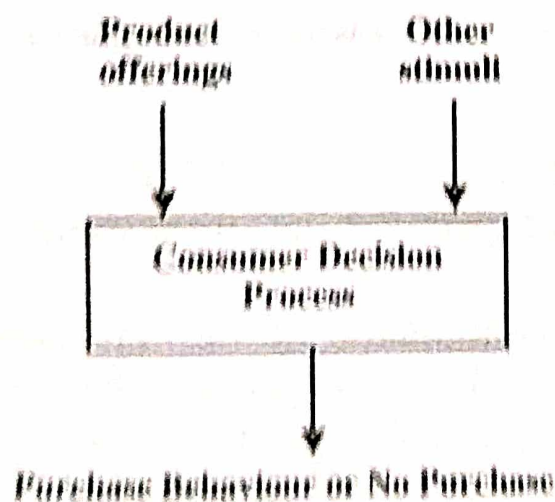 Product
offerings
Other
stimuli
Consumer Decision
Process
Purchase Behaviour or No Purchase